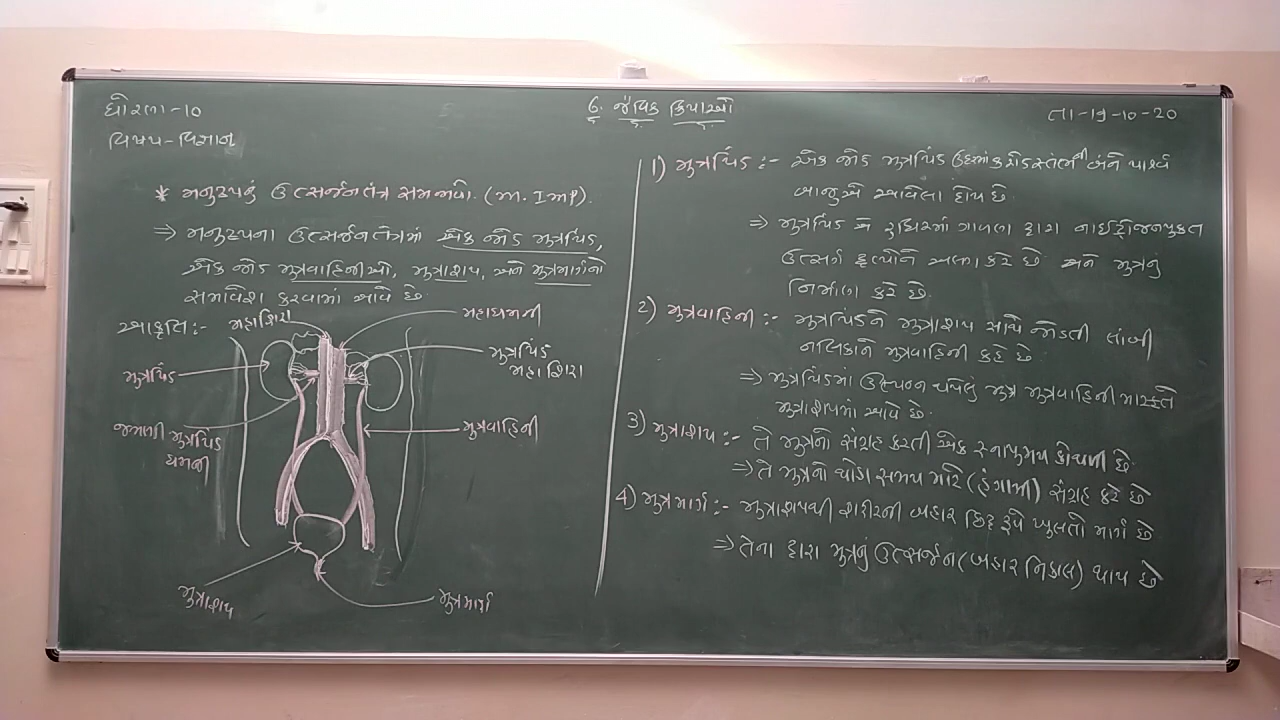 ધોરણ-10
વિષય-વિજ્ઞાન
6. જૈવિક ક્રિયાઓ
તા-19-10-20
* મનુષ્યનું ઉત્સર્જનતંત્ર સમજાવો. (m. IMP).
⇒ મનુષ્યના ઉત્સર્જનતંત્રમાં એક જોડ મુત્રપિંડ,
એક જોડ મુત્રવાહિનીઓ, મુત્રાશય, અને મુત્રમાર્ગનો
સમાવેશ કરવામાં આવે છે.
આકૃતિ:-
મહાશિરા
મહાધમની
મુત્રપિંડ
મુત્રપિંડ
મહાશિરા
જમણી મુત્રપિંડ
ધમની
મુત્રવાહિની
મુત્રાશય
મુત્રમાર્ગ
1) મુત્રપિંડ :- એક જોડ મુત્રપિંડ ઉદરમાં કરોડસ્તંભની બંને પાર્શ્વ
બાજુએ આવેલા હોય છે.
⇒ મુત્રપિંડ એ રુધિરમાં ગાળણ દ્વારા નાઈટ્રોજનયુક્ત
ઉત્સર્ગ દ્રવ્યોને અલગ કરે છે. અને મુત્રનું
નિર્માણ કરે છે.
2) મુત્રવાહિની :- મુત્રપિંડને મુત્રાશય સાથે જોડતી લાંબી
નલિકાને મુત્રવાહિની કહે છે.
⇒ મુત્રપિંડમાં ઉત્પન્ન થયેલું મુત્ર મુત્રવાહિની મારફતે
મુત્રાશયમાં આવે છે.
3) મુત્રાશય :- તે મુત્રનો સંગ્રહ કરતી એક સ્નાયુમય કોથળી છે.
⇒ તે મુત્રનો થોડા સમય માટે (હંગામી) સંગ્રહ કરે છે
4) મુત્રમાર્ગ :- મુત્રાશયથી શરીરની બહાર છિદ્ર રૂપે ખુલતો માર્ગ છે
⇒ તેના દ્વારા મુત્રનું ઉત્સર્જન (બહાર નિકાલ) થાય છે